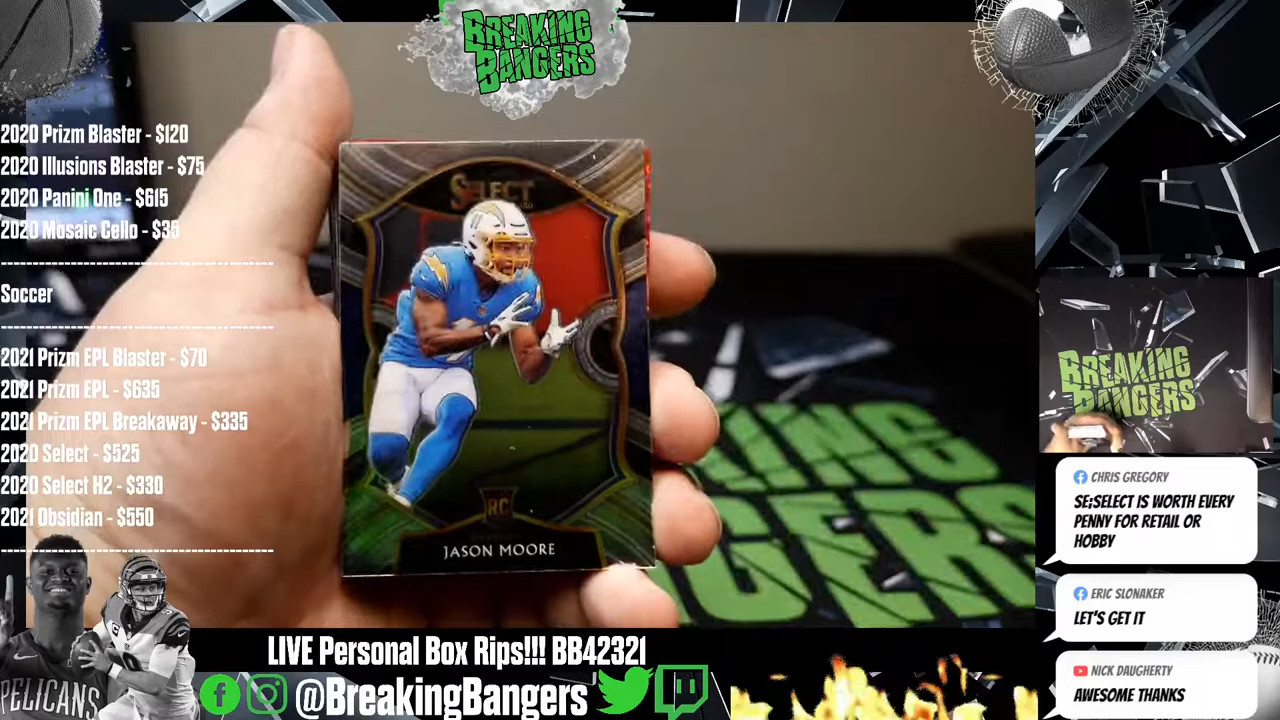 BREAKING
BANGERS
2020 Prizm Blaster - $120
2020 Illusions Blaster - $75
2020 Panini One - $615
2020 Mosaic Cello - $35
Soccer
2021 Prizm EPL Blaster - $70
2021 Prizm EPL - $635
2021 Prizm EPL Breakaway - $335
2020 Select - $525
2020 Select H2 - $330
2021 Obsidian - $550
SELECT
RC
JASON MOORE
BREAKING
BANGERS
CHRIS GREGORY
SE;SELECT IS WORTH EVERY
PENNY FOR RETAIL OR
HOBBY
ERIC SLONAKER
LET'S GET IT
NICK DAUGHERTY
AWESOME THANKS
PELICANS
LIVE Personal Box Rips!!! BB42321
@BreakingBangers